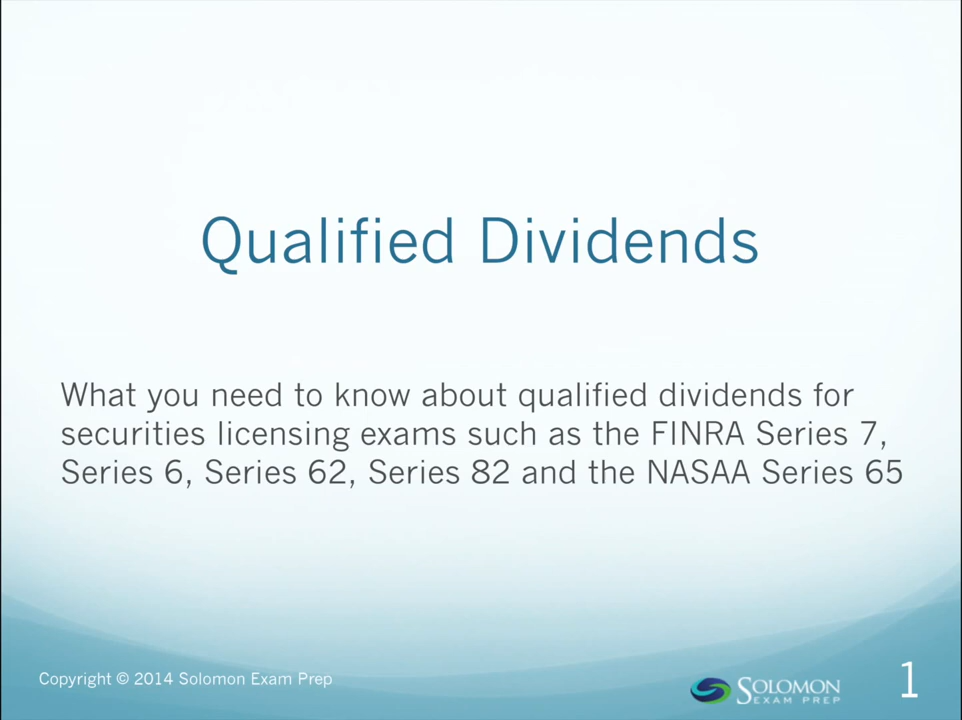 Qualified Dividends
What you need to know about qualified dividends for
securities licensing exams such as the FINRA Series 7,
Series 6, Series 62, Series 82 and the NASAA Series 65
Copyright © 2014 Solomon Exam Prep
SOLOMON
EXAM PREP
1